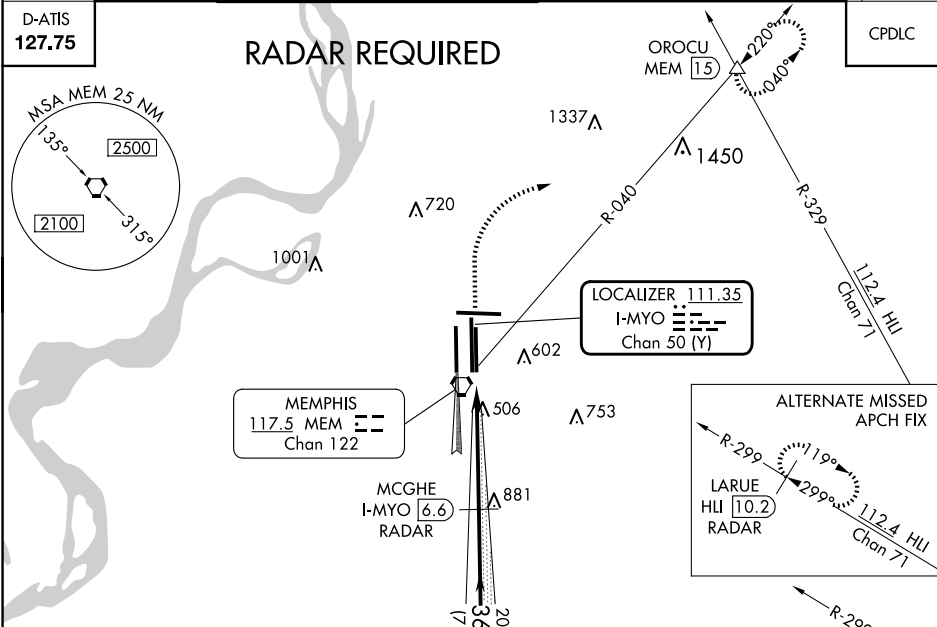 D-ATIS
127.75
RADAR REQUIRED
CPDLC
OROCU
MEM 15
220°
040°
MSA MEM 25 NM
135°
2500
2100
315°
1337
1450
720
1001
R-040
R-329
112.4 HLI
Chan 71
LOCALIZER 111.35
I-MYO
Chan 50 (Y)
602
MEMPHIS
117.5 MEM
Chan 122
506
753
MCGHE
I-MYO 6.6
RADAR
881
ALTERNATE MISSED
APCH FIX
R-299
119°
299°
LARUE
HLI 10.2
RADAR
112.4 HLI
Chan 71